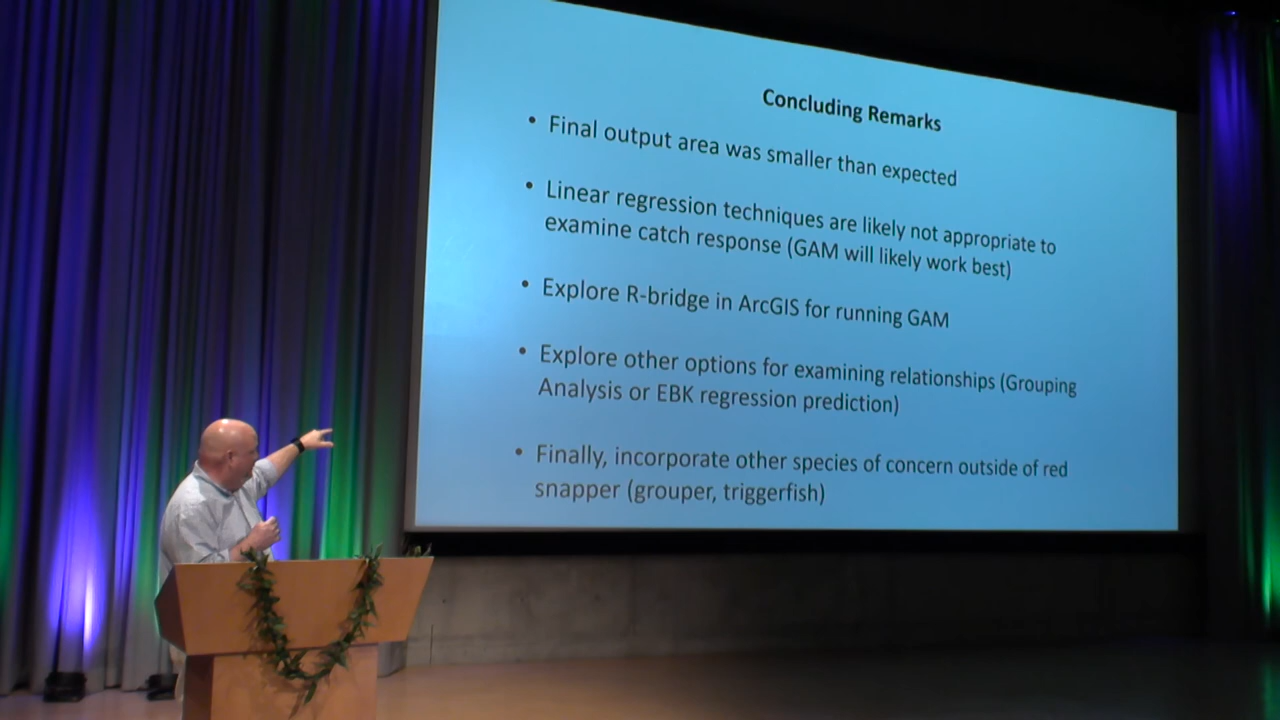 Concluding Remarks
• Final output area was smaller than expected
• Linear regression techniques are likely not appropriate to
examine catch response (GAM will likely work best)
• Explore R-bridge in ArcGIS for running GAM
• Explore other options for examining relationships (Grouping
Analysis or EBK regression prediction)
• Finally, incorporate other species of concern outside of red
snapper (grouper, triggerfish)